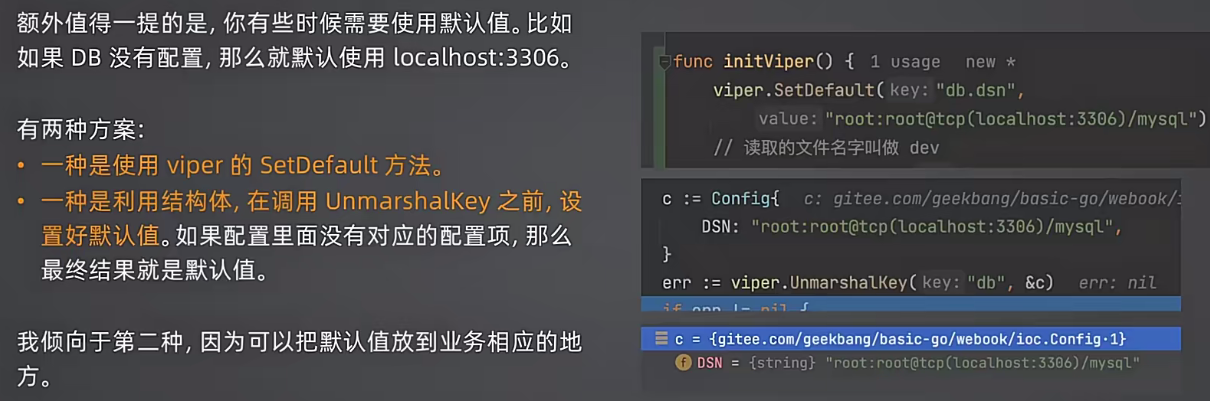 额外值得一提的是，你有些时候需要使用默认值。比如
如果 DB 没有配置，那么就默认使用 localhost:3306。
有两种方案：
• 一种是使用 viper 的 SetDefault 方法。
• 一种是利用结构体，在调用 UnmarshalKey 之前，设
置好默认值。如果配置里面没有对应的配置项，那么
最终结果就是默认值。
我倾向于第二种，因为可以把默认值放到业务相应的地
方。
func initViper() { 1 usage new *
viper.SetDefault( key: "db.dsn",
value: "root:root@tcp(localhost:3306)/mysql")
// 读取的文件名字叫做 dev
c := Config{ c: gitee.com/geekbang/basic-go/webook/
DSN: "root:root@tcp(localhost:3306)/mysql",
}
err := viper.UnmarshalKey( key: "db", &c) err: nil
if err != nil {
c = {gitee.com/geekbang/basic-go/webook/ioc.Config·1}
f DSN = {string} "root:root@tcp(localhost:3306)/mysql"